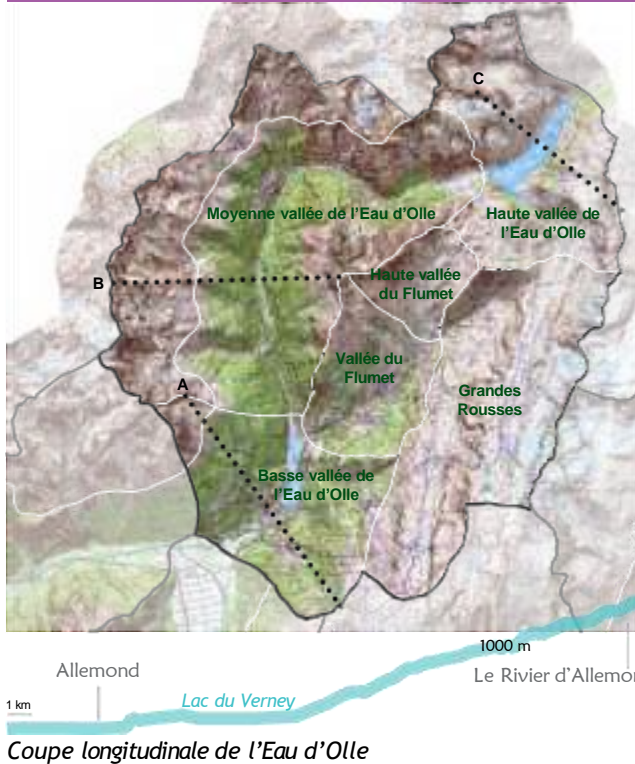 C
Moyenne vallée de l'Eau d'Olle
Haute vallée de
l'Eau d'Olle
B
Haute vallée
du Flumet
A
Vallée du
Flumet
Grandes
Rousses
Basse vallée de
l'Eau d'Olle
1000 m
Allemond
Le Rivier d'Allemon
1 km
Lac du Verney
Coupe longitudinale de l'Eau d'Olle